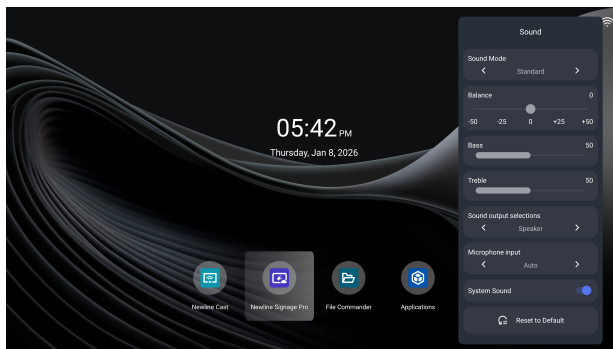 Sound
Sound Mode
Standard
Balance 0
-50 -25 0 +25 +50
Bass 50
Treble 50
Sound output selections
Speaker
Microphone input
Auto
System Sound
Reset to Default
05:42 PM
Thursday, Jan 8, 2026
Newline Cast Newline Signage Pro File Commander Applications